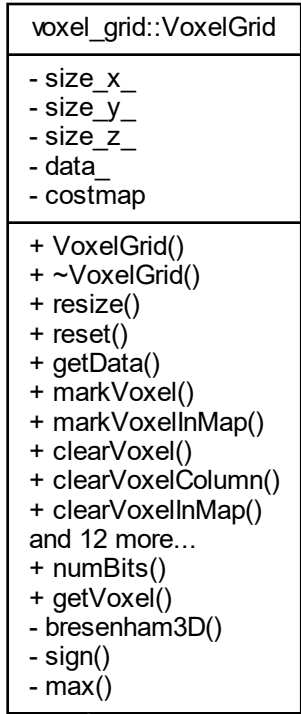 voxel_grid::VoxelGrid
- size_x_
- size_y_
- size_z_
- data_
- costmap
+ VoxelGrid()
+ ~VoxelGrid()
+ resize()
+ reset()
+ getData()
+ markVoxel()
+ markVoxelInMap()
+ clearVoxel()
+ clearVoxelColumn()
+ clearVoxelInMap()
and 12 more...
+ numBits()
+ getVoxel()
- bresenham3D()
- sign()
- max()